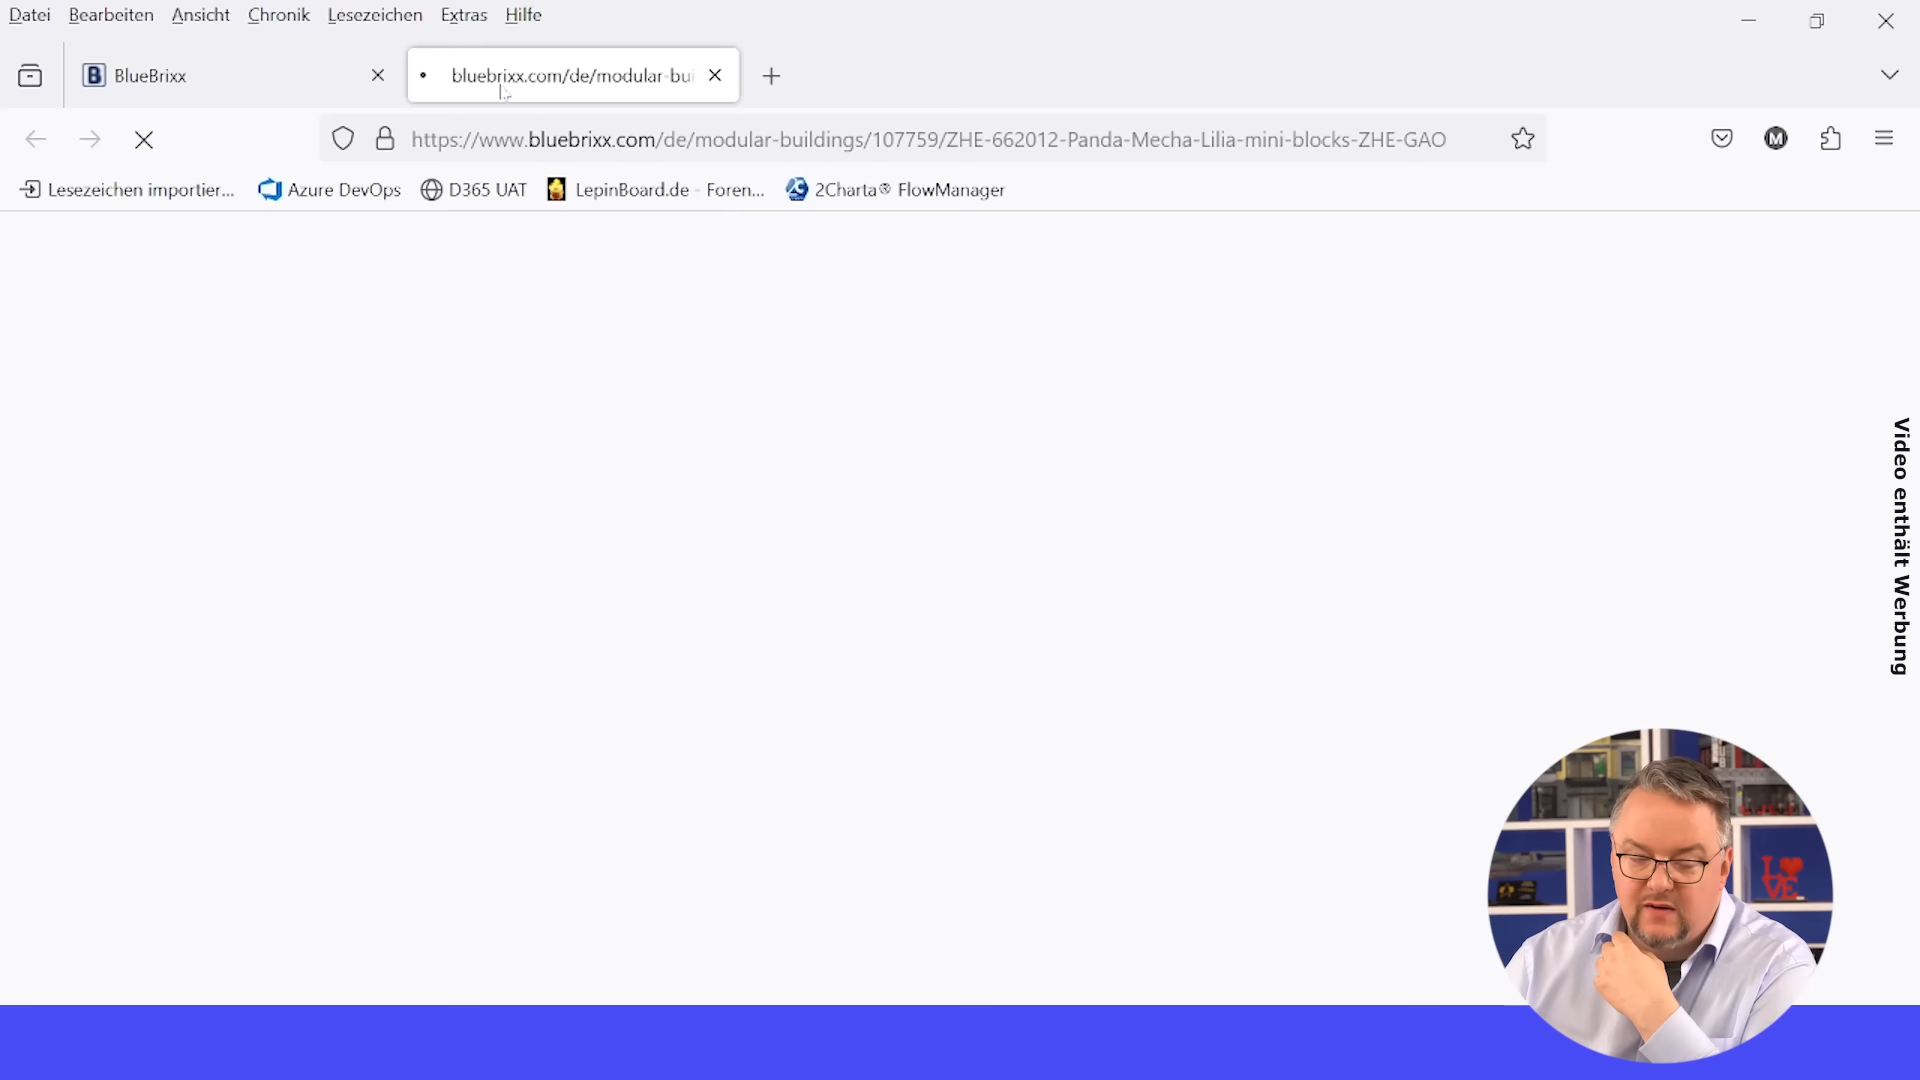 Datei Bearbeiten Ansicht Chronik Lesezeichen Extras Hilfe
BlueBrixx
bluebrixx.com/de/modular-bui
https://www.bluebrixx.com/de/modular-buildings/107759/ZHE-662012-Panda-Mecha-Lilia-mini-blocks-ZHE-GAO
M
Lesezeichen importier... Azure DevOps D365 UAT LepinBoard.de - Foren... 2Charta® FlowManager
Video enthält Werbung
LOVE